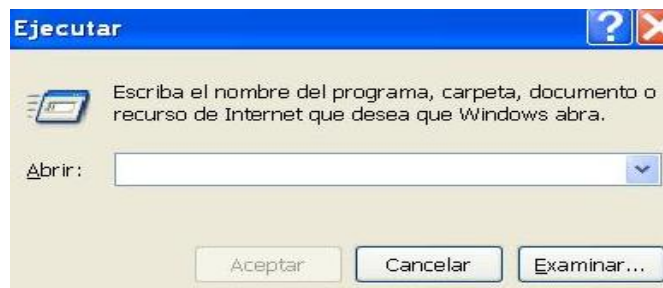 Ejecutar
Escriba el nombre del programa, carpeta, documento o
recurso de Internet que desea que Windows abra.
Abrir:
Aceptar Cancelar Examinar...